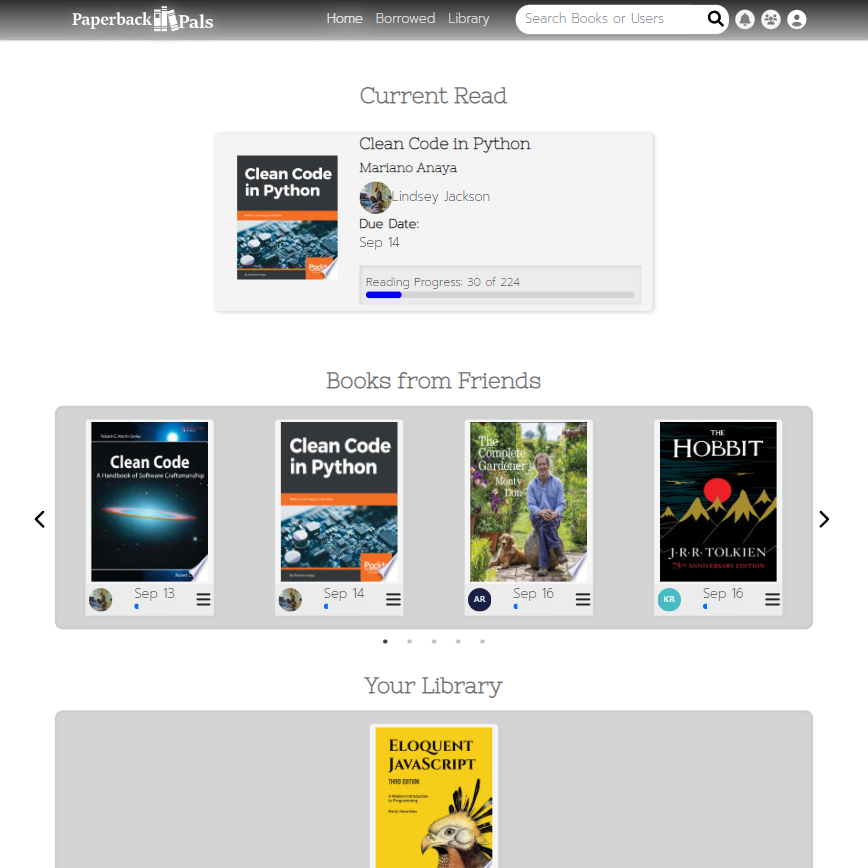 Paperback Pals
Home Borrowed Library
Search Books or Users
Current Read
Clean Code
in Python
Packt
Clean Code in Python
Mariano Anaya
Lindsey Jackson
Due Date:
Sep 14
Reading Progress: 30 of 224
Books from Friends
Robert C. Martin Series
Clean Code
A Handbook of Software Craftsmanship
Sep 13
Clean Code
in Python
Packt
Sep 14
The
Complete
Gardener
Monty
Don
AR
Sep 16
THE
HOBBIT
J·R·R·TOLKIEN
75TH ANNIVERSARY EDITION
KR
Sep 16
Your Library
ELOQUENT
JAVASCRIPT
THIRD EDITION
A Modern Introduction
to Programming
Marijn Haverbeke